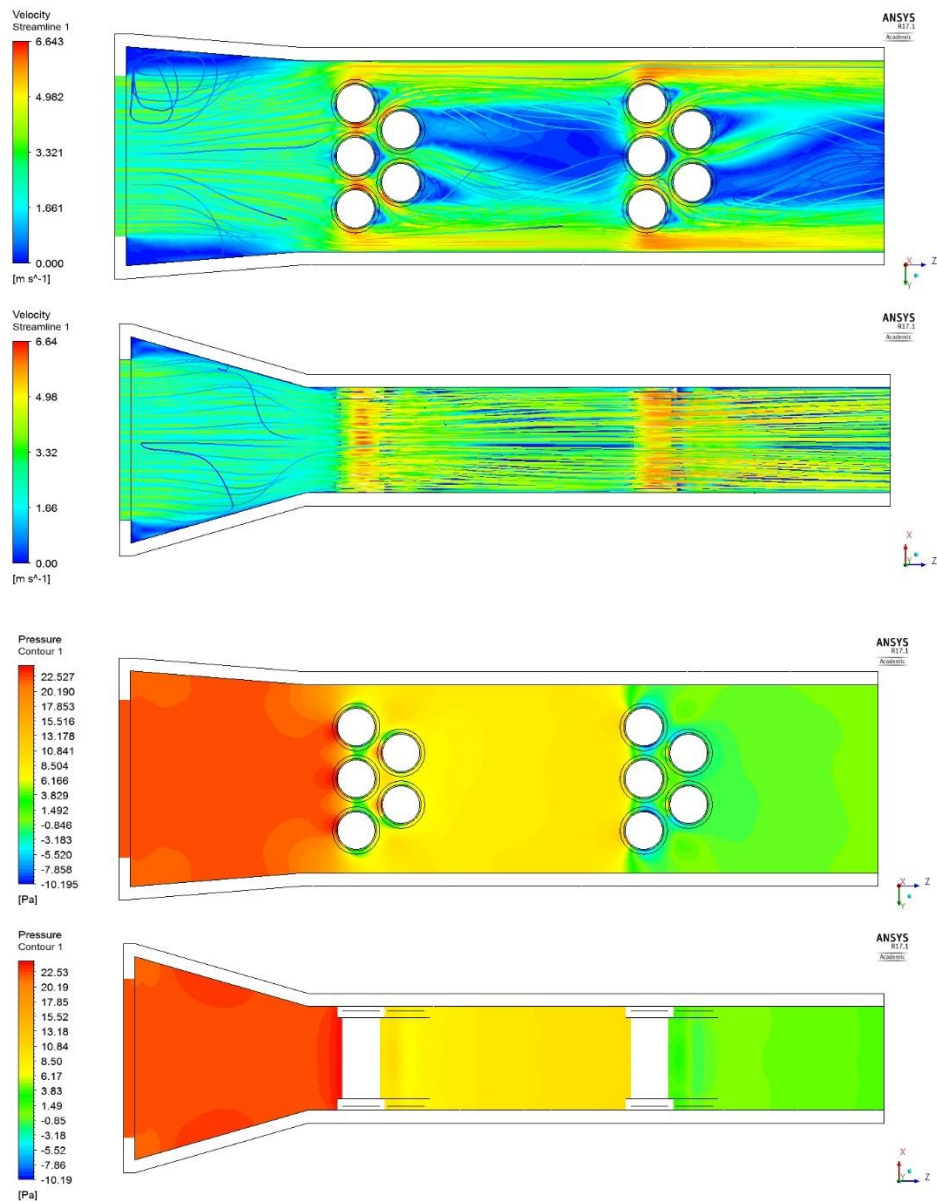 Velocity
Streamline 1
6.643
4.982
3.321
1.661
0.000
[m s^-1]
ANSYS
R17.1
Academic
X
Z
Y
Velocity
Streamline 1
6.64
4.98
3.32
1.66
0.00
[m s^-1]
ANSYS
R17.1
Academic
X
Y
Z
Pressure
Contour 1
22.527
20.190
17.853
15.516
13.178
10.841
8.504
6.166
3.829
1.492
-0.846
-3.183
-5.520
-7.858
-10.195
[Pa]
ANSYS
R17.1
Academic
X
Z
Y
Pressure
Contour 1
22.53
20.19
17.85
15.52
13.18
10.84
8.50
6.17
3.83
1.49
-0.85
-3.18
-5.52
-7.86
-10.19
[Pa]
ANSYS
R17.1
Academic
X
Y
Z